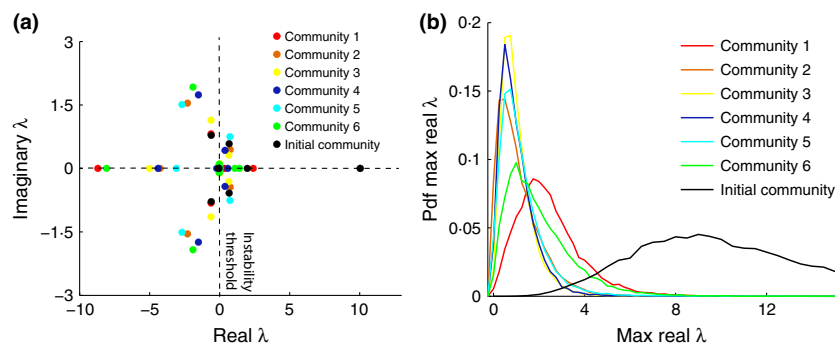 (a)
Imaginary λ
3
1·5
0
−1·5
−3
−10
−5
0
5
10
Real λ
Instability
threshold
Community 1
Community 2
Community 3
Community 4
Community 5
Community 6
Initial community
(b)
Pdf max real λ
0·2
0·15
0·1
0·05
0
0
4
8
12
Max real λ
Community 1
Community 2
Community 3
Community 4
Community 5
Community 6
Initial community